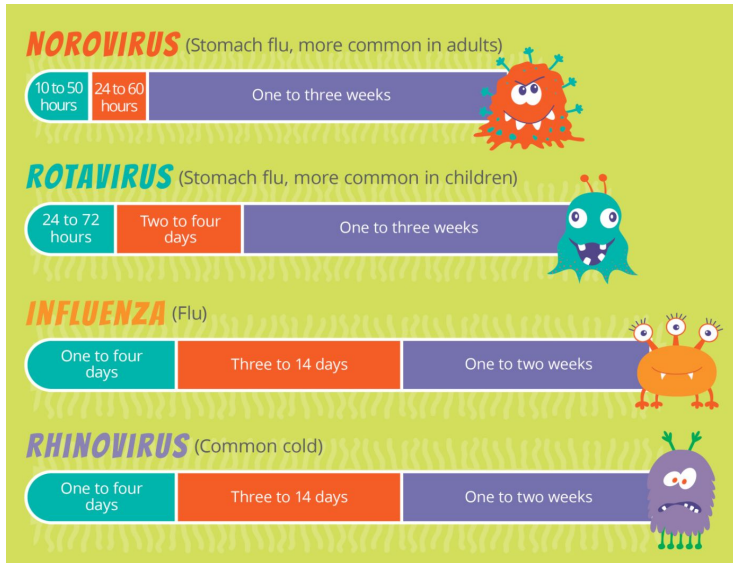 NOROVIRUS (Stomach flu, more common in adults)
10 to 50
hours
24 to 60
hours
One to three weeks
ROTAVIRUS (Stomach flu, more common in children)
24 to 72
hours
Two to four
days
One to three weeks
INFLUENZA (Flu)
One to four
days
Three to 14 days
One to two weeks
RHINOVIRUS (Common cold)
One to four
days
Three to 14 days
One to two weeks